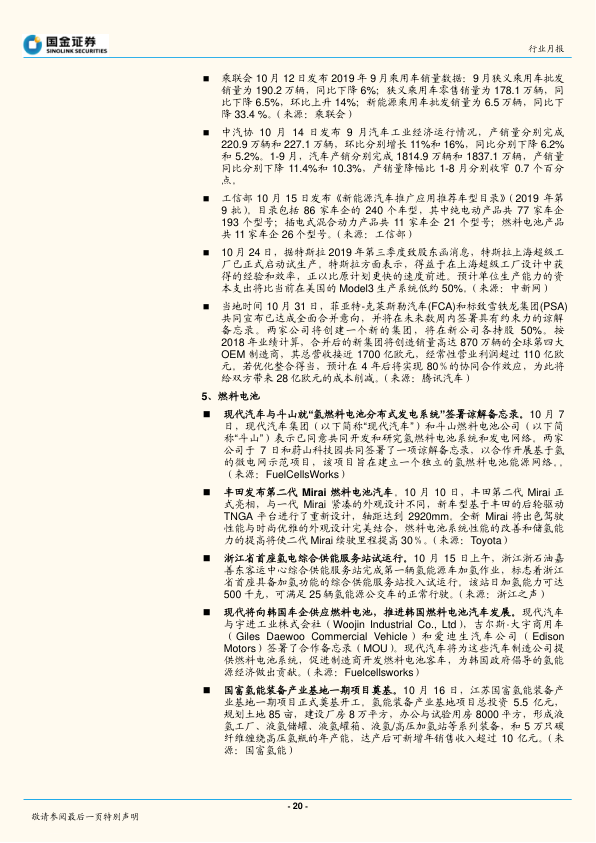 国金证券
SINOLINK SECURITIES
行业月报
■ 乘联会 10 月 12 日发布 2019 年 9 月乘用车销量数据：9 月狭义乘用车批发
销量为 190.2 万辆，同比下降 6%；狭义乘用车零售销量为 178.1 万辆，同
比下降 6.5%，环比上升 14%；新能源乘用车批发销量为 6.5 万辆，同比下
降 33.4 %。（来源：乘联会）
■ 中汽协 10 月 14 日发布 9 月汽车工业经济运行情况，产销量分别完成
220.9 万辆和 227.1 万辆，环比分别增长 11%和 16%，同比分别下降 6.2%
和 5.2%。1-9 月，汽车产销分别完成 1814.9 万辆和 1837.1 万辆，产销量
同比分别下降 11.4%和 10.3%，产销量降幅比 1-8 月分别收窄 0.7 个百分
点。
■ 工信部 10 月 15 日发布《新能源汽车推广应用推荐车型目录》（2019 年第
9 批）。目录包括 86 家车企的 240 个车型，其中纯电动产品共 77 家车企
193 个型号；插电式混合动力产品共 11 家车企 21 个型号；燃料电池产品
共 11 家车企 26 个型号。（来源：工信部）
■ 10 月 24 日，据特斯拉 2019 年第三季度致股东函消息，特斯拉上海超级工
厂已正式启动试生产。特斯拉方面表示，得益于在上海超级工厂设计中获
得的经验和效率，正以比原计划更快的速度前进。预计单位生产能力的资
本支出将比当前在美国的 Model3 生产系统低约 50%。（来源：中新网）
■ 当地时间 10 月 31 日，菲亚特-克莱斯勒汽车(FCA)和标致雪铁龙集团(PSA)
共同宣布已达成全面合并意向，并将在未来数周内签署具有约束力的谅解
备忘录。两家公司将创建一个新的集团，将在新公司各持股 50%。按
2018 年业绩计算，合并后的新集团将创造销量高达 870 万辆的全球第四大
OEM 制造商，其总营收接近 1700 亿欧元，经常性营业利润超过 110 亿欧
元。若优化整合得当，预计在 4 年后将实现 80％的协同合作效应，为此将
给双方带来 28 亿欧元的成本削减。（来源：腾讯汽车）
5、燃料电池
■ 现代汽车与斗山就“氢燃料电池分布式发电系统”签署谅解备忘录。10 月 7
日，现代汽车集团（以下简称“现代汽车”）和斗山燃料电池公司（以下简
称“斗山”）表示已同意共同开发和研究氢燃料电池系统和发电网络。两家
公司于 7 日和蔚山科技园共同签署了一项谅解备忘录，以合作开展基于氢
的微电网示范项目，该项目旨在建立一个独立的氢燃料电池能源网络。。
（来源：FuelCellsWorks）
■ 丰田发布第二代 Mirai 燃料电池汽车。10 月 10 日，丰田第二代 Mirai 正
式亮相，与一代 Mirai 紧凑的外观设计不同，新车型基于丰田的后轮驱动
TNGA 平台进行了重新设计，轴距达到 2920mm。全新 Mirai 将出色驾驶
性能与时尚优雅的外观设计完美结合，燃料电池系统性能的改善和储氢能
力的提高将使二代 Mirai 续驶里程提高 30％。（来源：Toyota）
■ 浙江省首座氢电综合供能服务站试运行。10 月 15 日上午，浙江浙石油嘉
善东客运中心综合供能服务站完成第一辆氢能源车加氢作业，标志着浙江
省首座具备加氢功能的综合供能服务站投入试运行。该站日加氢能力可达
500 千克，可满足 25 辆氢能源公交车的正常行驶。（来源：浙江之声）
■ 现代将向韩国车企供应燃料电池，推进韩国燃料电池汽车发展。现代汽车
与宇进工业株式会社（Woojin Industrial Co., Ltd），吉尔斯·大宇商用车
（Giles Daewoo Commercial Vehicle）和爱迪生汽车公司（Edison
Motors）签署了合作备忘录（MOU）。现代汽车将为这些汽车制造公司提
供燃料电池系统，促进制造商开发燃料电池客车，为韩国政府倡导的氢能
源经济做出贡献。（来源：Fuelcellsworks）
■ 国富氢能装备产业基地一期项目奠基。10 月 16 日，江苏国富氢能装备产
业基地一期项目正式奠基开工。氢能装备产业基地项目总投资 5.5 亿元，
规划土地 85 亩，建设厂房 8 万平方，办公与试验用房 8000 平方，形成液
氢工厂、液氢储罐、液氢罐箱、液氢/高压加氢站等系列装备，和 5 万只碳
纤维缠绕高压氢瓶的年产能，达产后可新增年销售收入超过 10 亿元。（来
源：国富氢能）
- 20 -
敬请参阅最后一页特别声明